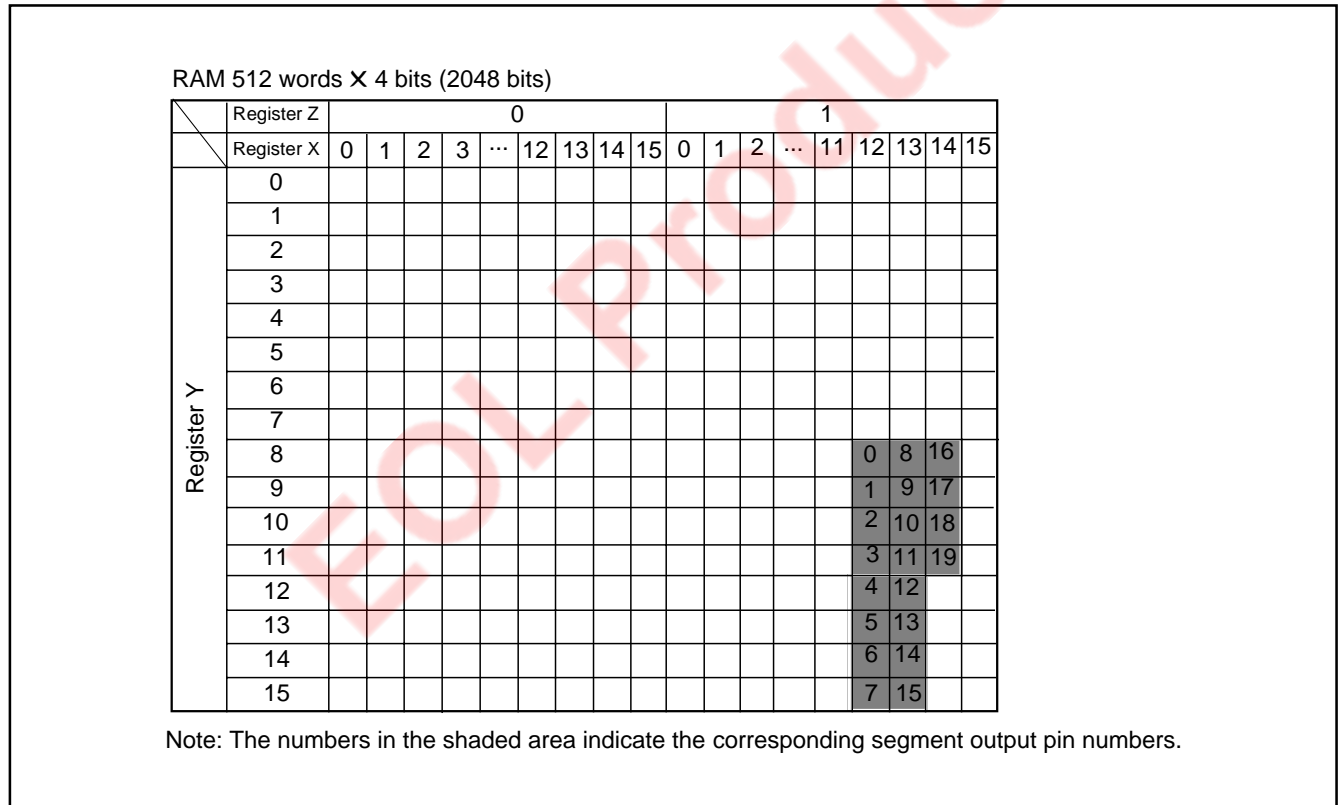 RAM 512 words X 4 bits (2048 bits)
Register Z 0 1
Register X 0 1 2 3 ... 12 13 14 15 0 1 2 ... 11 12 13 14 15
Register Y
0
1
2
3
4
5
6
7
8 0 8 16
9 1 9 17
10 2 10 18
11 3 11 19
12 4 12
13 5 13
14 6 14
15 7 15
Note: The numbers in the shaded area indicate the corresponding segment output pin numbers.
EOL Produc